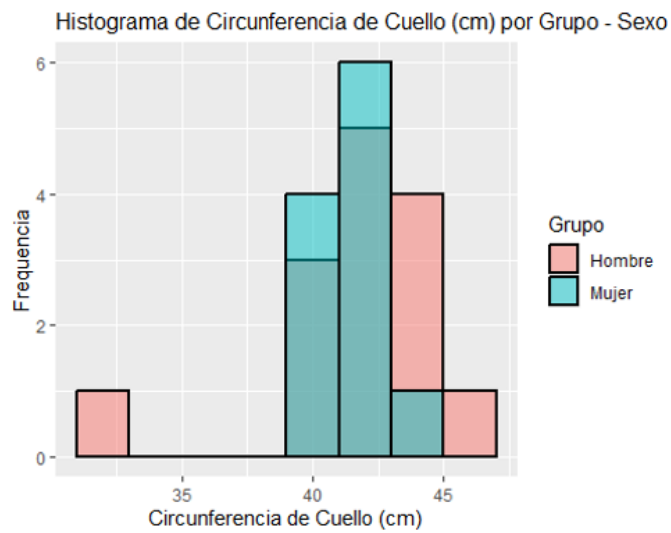 Histograma de Circunferencia de Cuello (cm) por Grupo - Sexo
6
4
2
0
Frequencia
35 40 45
Circunferencia de Cuello (cm)
Grupo
Hombre
Mujer